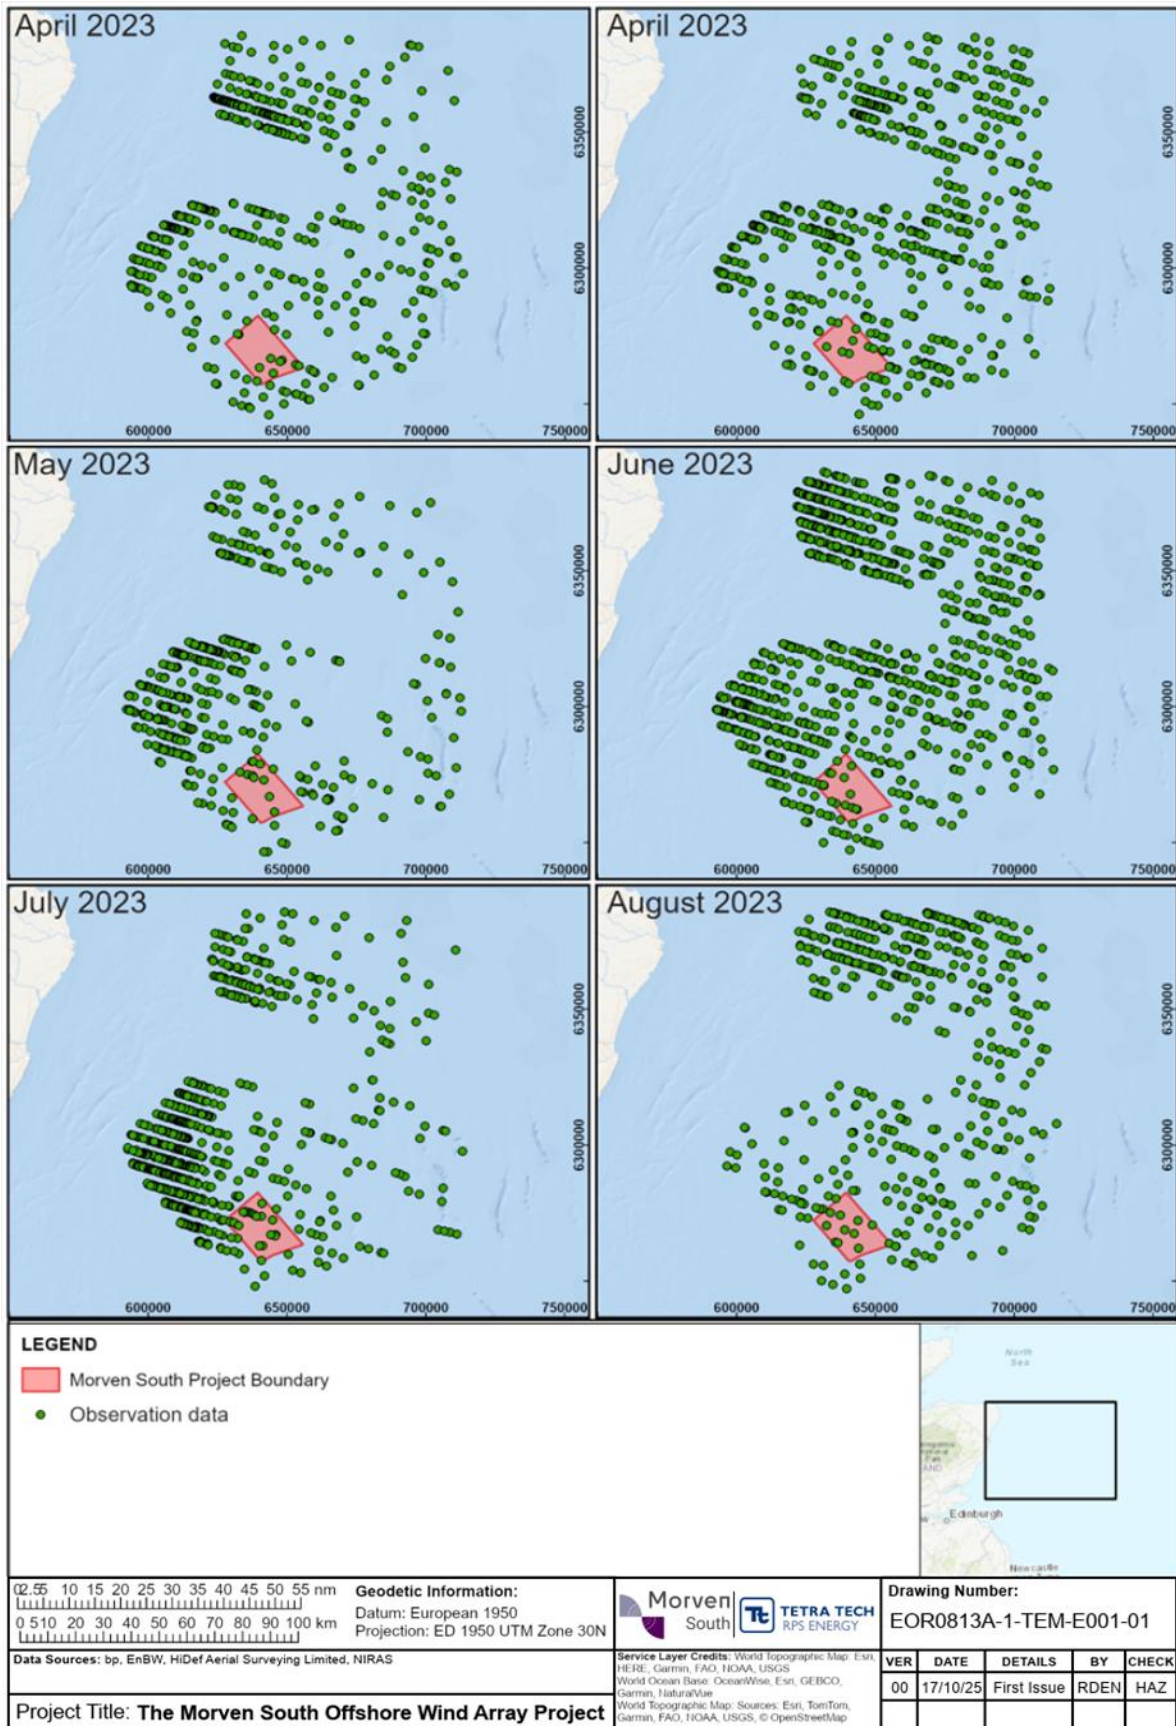 April 2023
April 2023
6350000
6350000
6300000
6300000
600000 650000 700000 750000
600000 650000 700000 750000
May 2023
June 2023
6350000
6350000
6300000
6300000
600000 650000 700000 750000
600000 650000 700000 750000
July 2023
August 2023
6350000
6350000
6300000
6300000
600000 650000 700000 750000
600000 650000 700000 750000
LEGEND
Morven South Project Boundary
Observation data
North
Sea
Edinburgh
Newcastle
0 2.5 5 10 15 20 25 30 35 40 45 50 55 nm
0 5 10 20 30 40 50 60 70 80 90 100 km
Geodetic Information:
Datum: European 1950
Projection: ED 1950 UTM Zone 30N
Morven
South
TETRA TECH
RPS ENERGY
Drawing Number:
EOR0813A-1-TEM-E001-01
Data Sources: bp, EnBW, HiDef Aerial Surveying Limited, NIRAS
Service Layer Credits: World Topographic Map: Esri,
HERE, Garmin, FAO, NOAA, USGS
World Ocean Base: OceanWise, Esri, GEBCO,
Garmin, NaturalVue
World Topographic Map: Sources: Esri, TomTom,
Garmin, FAO, NOAA, USGS, © OpenStreetMap
VER DATE DETAILS BY CHECK
00 17/10/25 First Issue RDEN HAZ
Project Title: The Morven South Offshore Wind Array Project